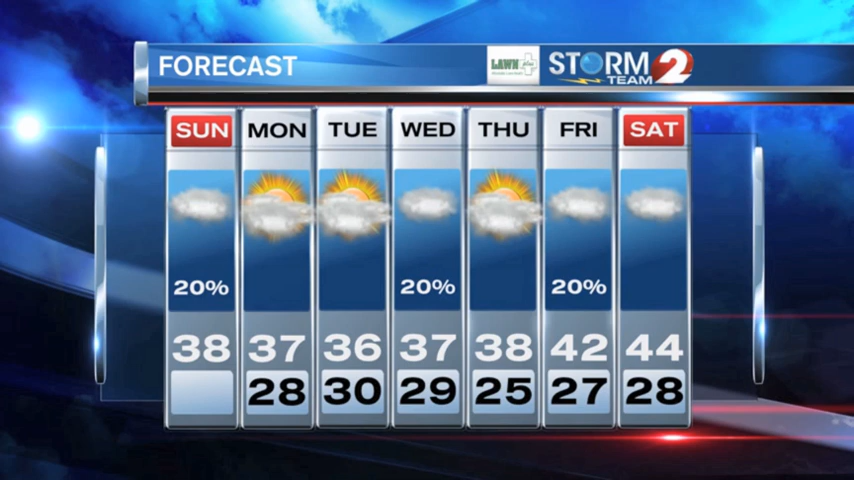 FORECAST
LAWN
STORM
TEAM 2
SUN MON TUE WED THU FRI SAT
20% 20% 20%
38 37 36 37 38 42 44
28 30 29 25 27 28